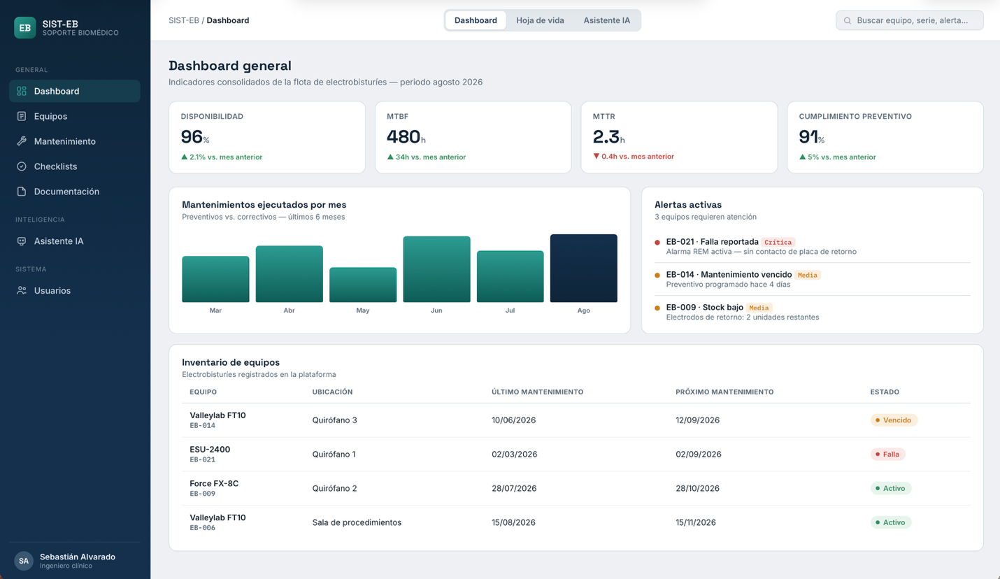 EB
SIST-EB
SOPORTE BIOMÉDICO
GENERAL
Dashboard
Equipos
Mantenimiento
Checklists
Documentación
INTELIGENCIA
Asistente IA
SISTEMA
Usuarios
SA
Sebastián Alvarado
Ingeniero clínico
SIST-EB / Dashboard
Dashboard Hoja de vida Asistente IA
Buscar equipo, serie, alerta...
Dashboard general
Indicadores consolidados de la flota de electrobisturíes — periodo agosto 2026
DISPONIBILIDAD
96%
▲ 2.1% vs. mes anterior
MTBF
480h
▲ 34h vs. mes anterior
MTTR
2.3h
▼ 0.4h vs. mes anterior
CUMPLIMIENTO PREVENTIVO
91%
▲ 5% vs. mes anterior
Mantenimientos ejecutados por mes
Preventivos vs. correctivos — últimos 6 meses
Mar Abr May Jun Jul Ago
Alertas activas
3 equipos requieren atención
EB-021 · Falla reportada Crítica
Alarma REM activa — sin contacto de placa de retorno
EB-014 · Mantenimiento vencido Media
Preventivo programado hace 4 días
EB-009 · Stock bajo Media
Electrodos de retorno: 2 unidades restantes
Inventario de equipos
Electrobisturíes registrados en la plataforma
EQUIPO UBICACIÓN ÚLTIMO MANTENIMIENTO PRÓXIMO MANTENIMIENTO ESTADO
Valleylab FT10
EB-014
Quirófano 3 10/06/2026 12/09/2026 Vencido
ESU-2400
EB-021
Quirófano 1 02/03/2026 02/09/2026 Falla
Force FX-8C
EB-009
Quirófano 2 28/07/2026 28/10/2026 Activo
Valleylab FT10
EB-006
Sala de procedimientos 15/08/2026 15/11/2026 Activo